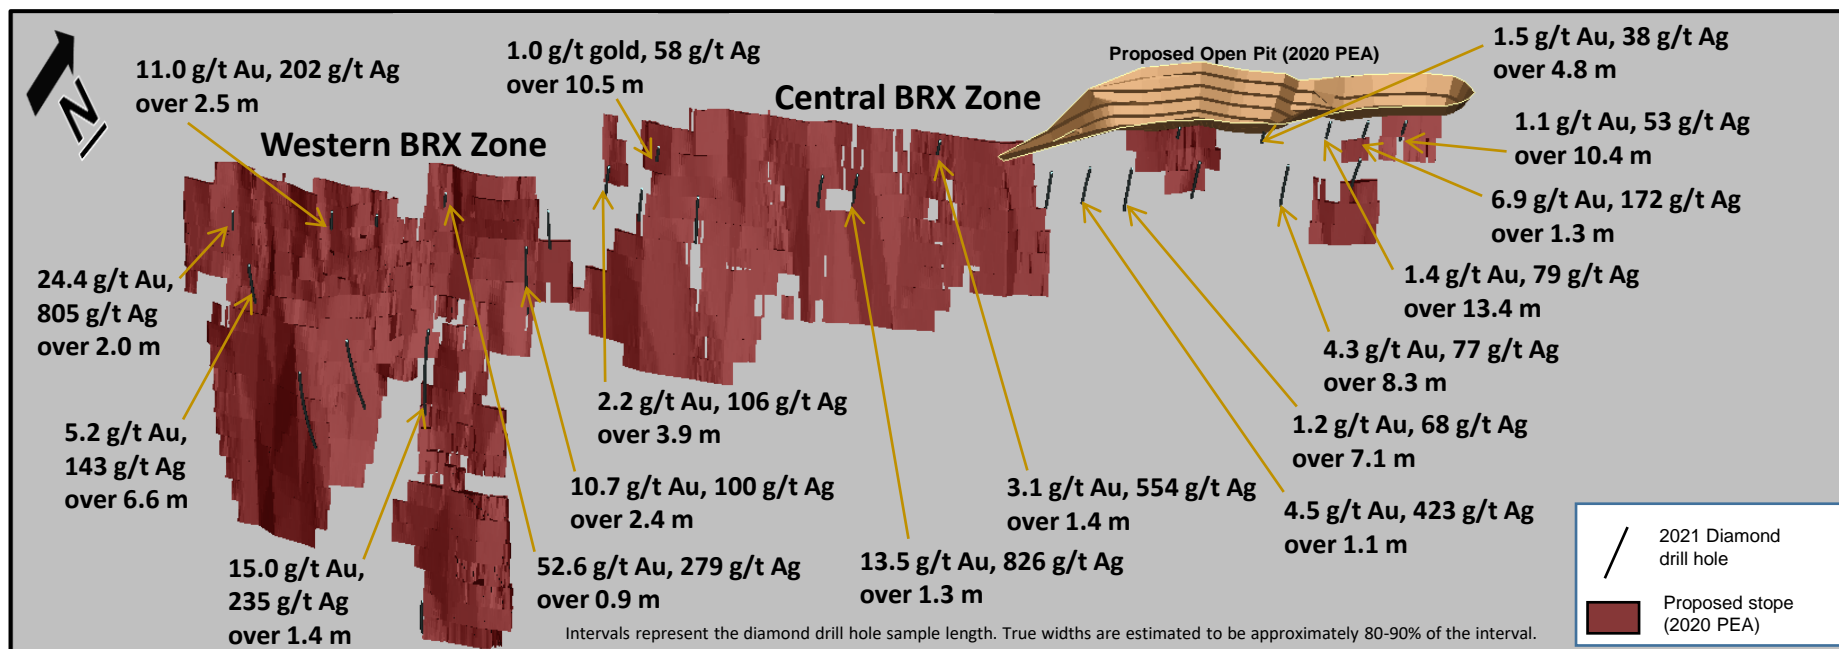 N
11.0 g/t Au, 202 g/t Ag
over 2.5 m
Western BRX Zone
1.0 g/t gold, 58 g/t Ag
over 10.5 m
Central BRX Zone
Proposed Open Pit (2020 PEA)
1.5 g/t Au, 38 g/t Ag
over 4.8 m
1.1 g/t Au, 53 g/t Ag
over 10.4 m
6.9 g/t Au, 172 g/t Ag
over 1.3 m
1.4 g/t Au, 79 g/t Ag
over 13.4 m
4.3 g/t Au, 77 g/t Ag
over 8.3 m
1.2 g/t Au, 68 g/t Ag
over 7.1 m
4.5 g/t Au, 423 g/t Ag
over 1.1 m
24.4 g/t Au,
805 g/t Ag
over 2.0 m
5.2 g/t Au,
143 g/t Ag
over 6.6 m
15.0 g/t Au,
235 g/t Ag
over 1.4 m
2.2 g/t Au, 106 g/t Ag
over 3.9 m
10.7 g/t Au, 100 g/t Ag
over 2.4 m
52.6 g/t Au, 279 g/t Ag
over 0.9 m
3.1 g/t Au, 554 g/t Ag
over 1.4 m
13.5 g/t Au, 826 g/t Ag
over 1.3 m
2021 Diamond
drill hole
Proposed stope
(2020 PEA)
Intervals represent the diamond drill hole sample length. True widths are estimated to be approximately 80-90% of the interval.